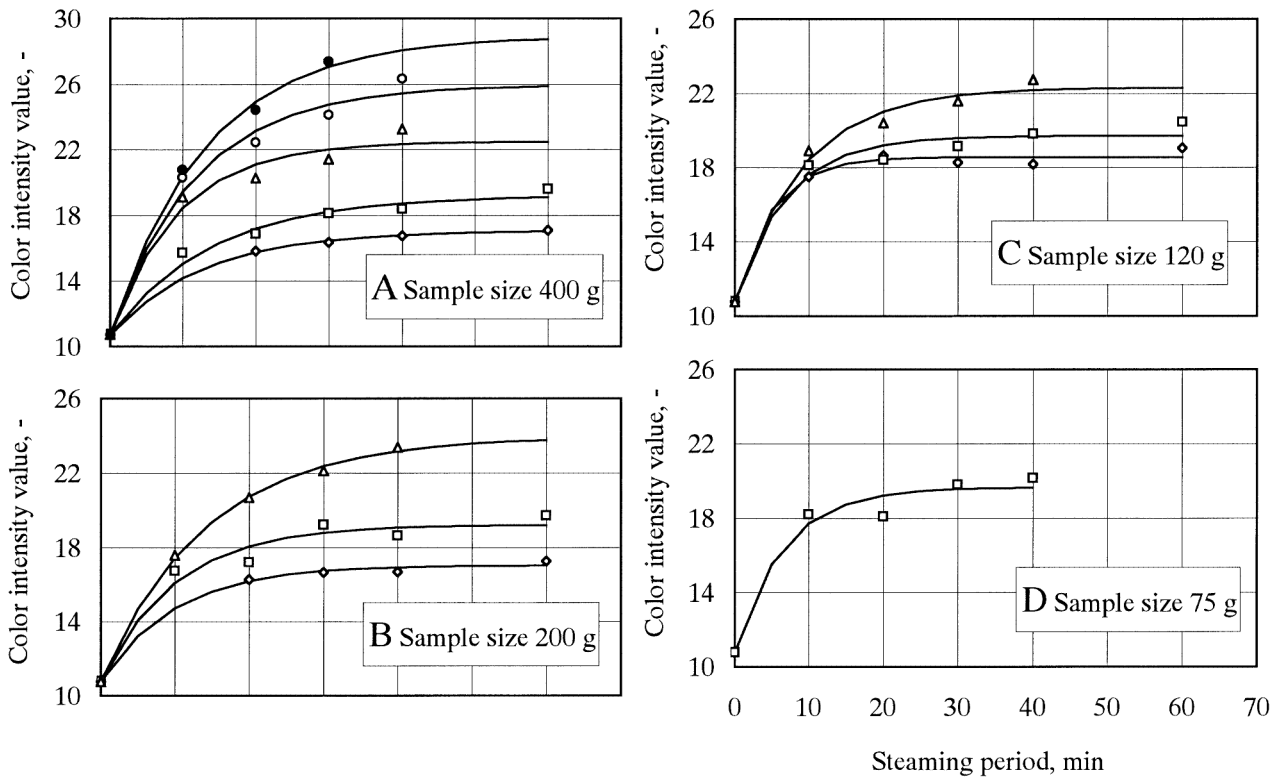 Color intensity value, -
30
26
22
18
14
10
A Sample size 400 g
Color intensity value, -
26
22
18
14
10
B Sample size 200 g
Color intensity value, -
26
22
18
14
10
C Sample size 120 g
Color intensity value, -
26
22
18
14
10
D Sample size 75 g
0 10 20 30 40 50 60 70
Steaming period, min